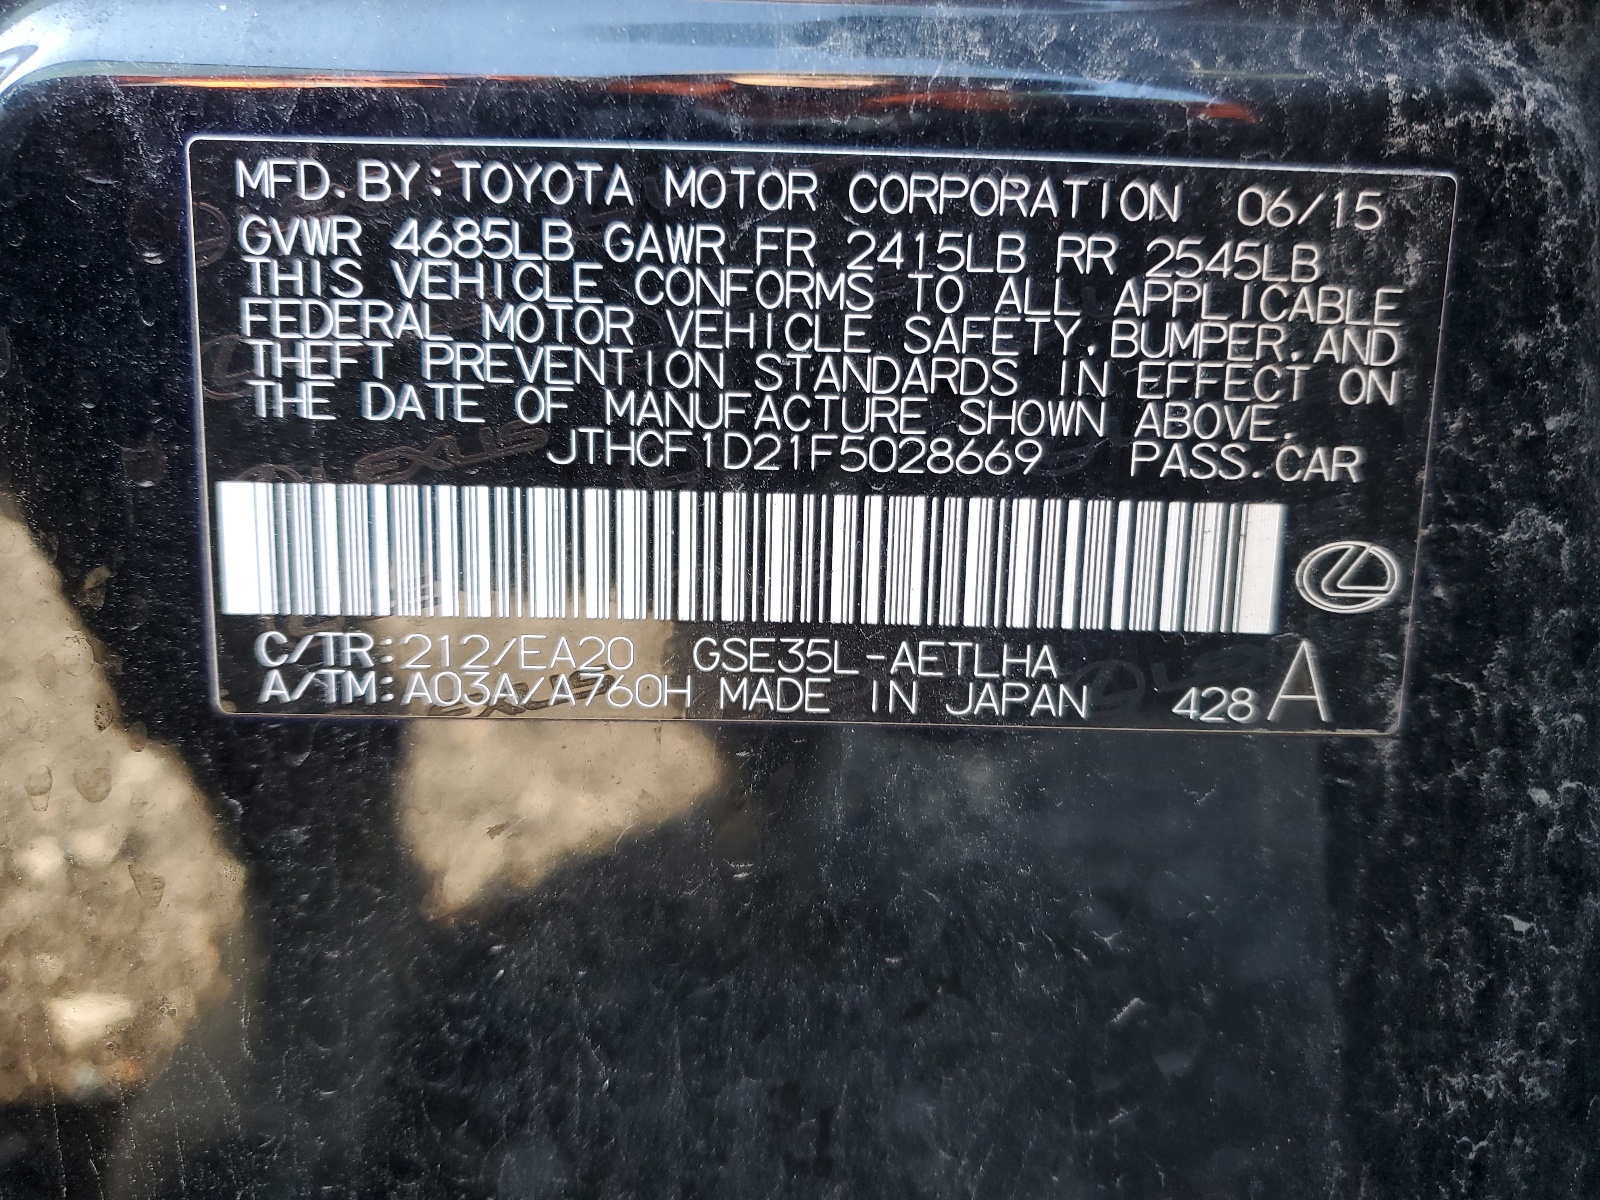 MFD. BY: TOYOTA MOTOR CORPORATION 06/15
GVWR 4685LB GAWR FR 2415LB RR 2545LB
THIS VEHICLE CONFORMS TO ALL APPLICABLE
FEDERAL MOTOR VEHICLE SAFETY, BUMPER, AND
THEFT PREVENTION STANDARDS IN EFFECT ON
THE DATE OF MANUFACTURE SHOWN ABOVE.
JTHCF1D21F5028669 PASS. CAR
C/TR: 212/EA20 GSE35L-AETLHA
A/TM: A03A/A760H MADE IN JAPAN 428 A